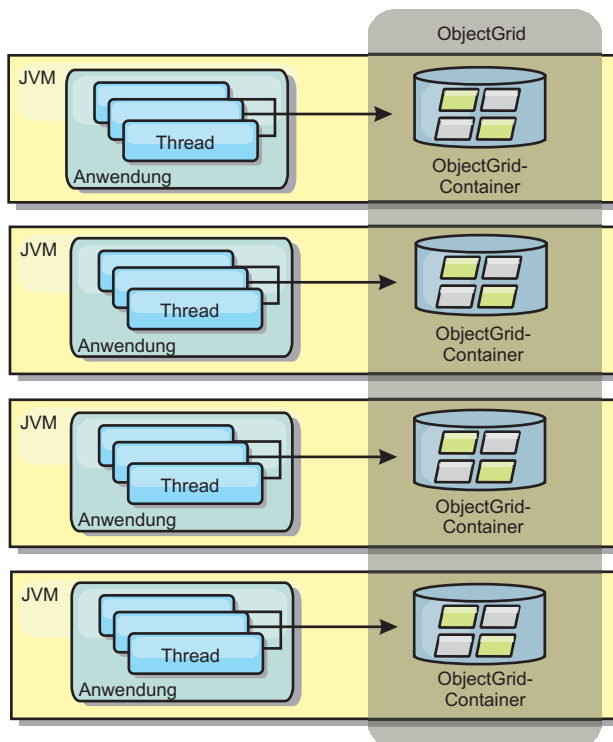 ObjectGrid
JVM
Thread
Anwendung
ObjectGrid-
Container
JVM
Thread
Anwendung
ObjectGrid-
Container
JVM
Thread
Anwendung
ObjectGrid-
Container
JVM
Thread
Anwendung
ObjectGrid-
Container